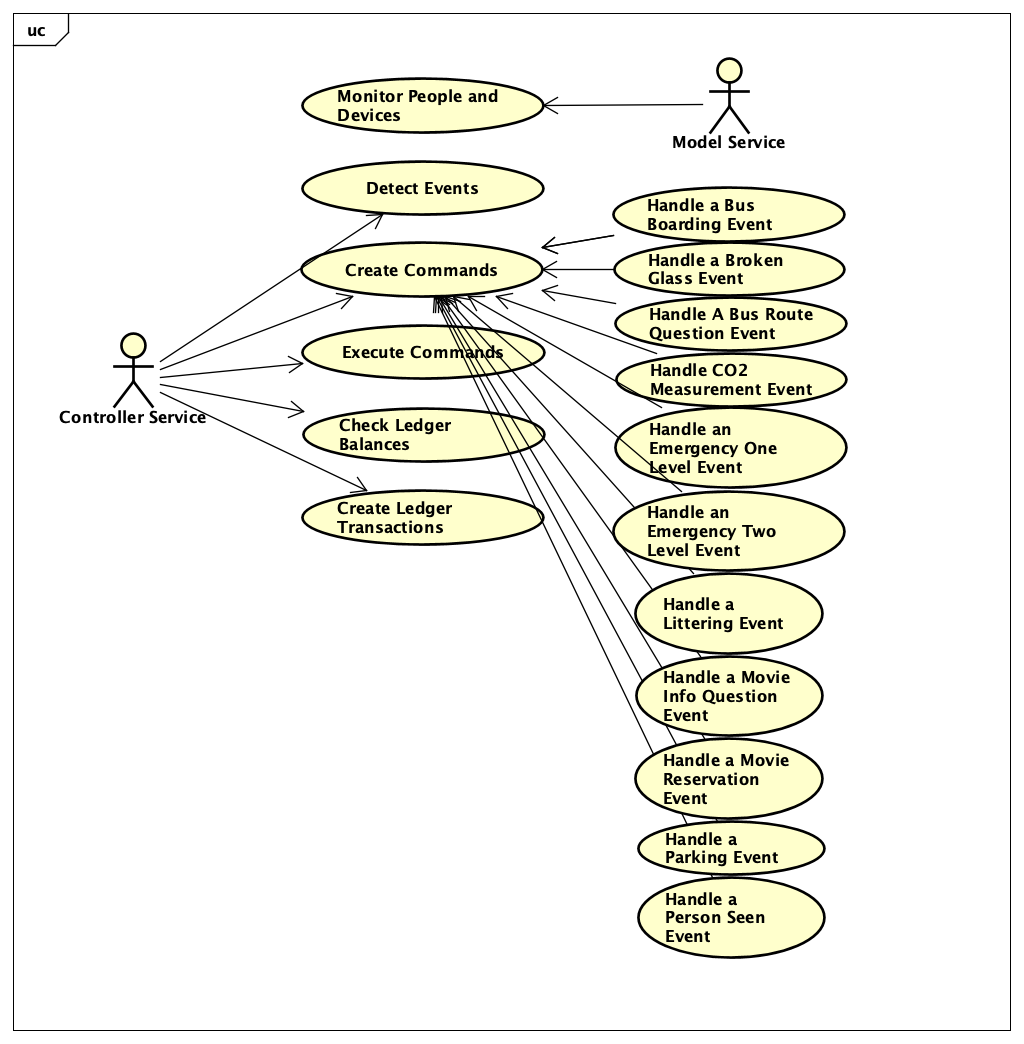 uc
Monitor People and
Devices
Model Service
Detect Events
Handle a Bus
Boarding Event
Create Commands
Handle a Broken
Glass Event
Handle A Bus Route
Question Event
Execute Commands
Handle CO2
Measurement Event
Controller Service
Check Ledger
Balances
Handle an
Emergency One
Level Event
Create Ledger
Transactions
Handle an
Emergency Two
Level Event
Handle a
Littering Event
Handle a Movie
Info Question
Event
Handle a Movie
Reservation
Event
Handle a
Parking Event
Handle a
Person Seen
Event